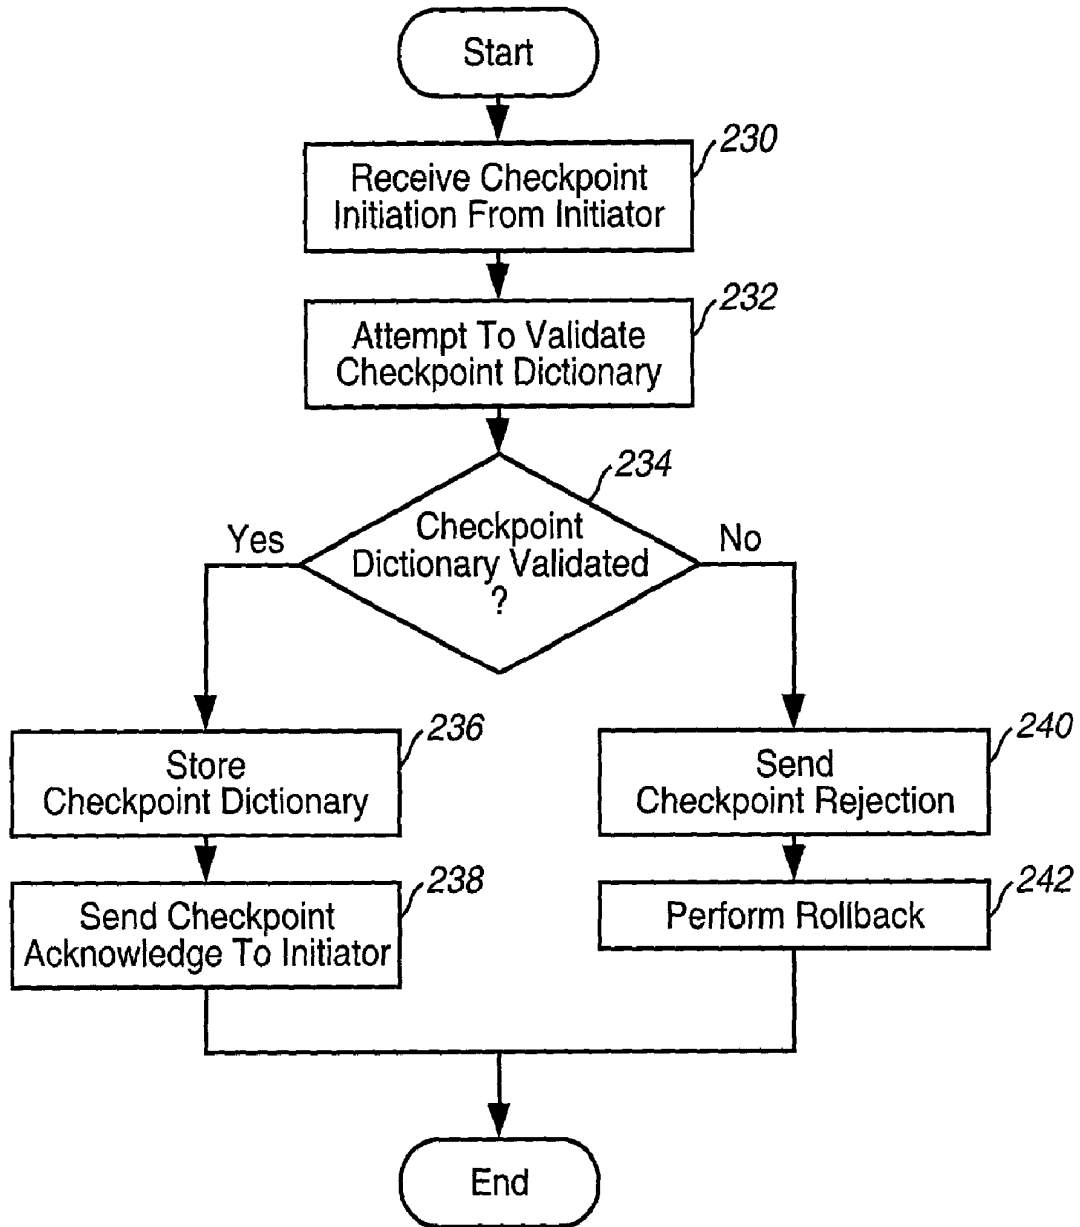 Start
230
Receive Checkpoint
Initiation From Initiator
232
Attempt To Validate
Checkpoint Dictionary
234
Checkpoint
Dictionary Validated
?
Yes
No
236
Store
Checkpoint Dictionary
240
Send
Checkpoint Rejection
238
Send Checkpoint
Acknowledge To Initiator
242
Perform Rollback
End